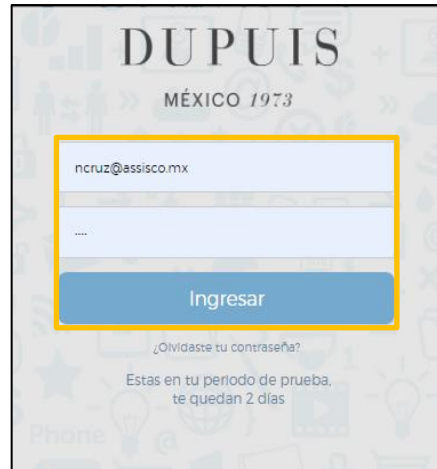 DUPUIS
MÉXICO 1973
ncruz@assisco.mx
....
Ingresar
¿Olvidaste tu contraseña?
Estas en tu periodo de prueba,
te quedan 2 días
Phone